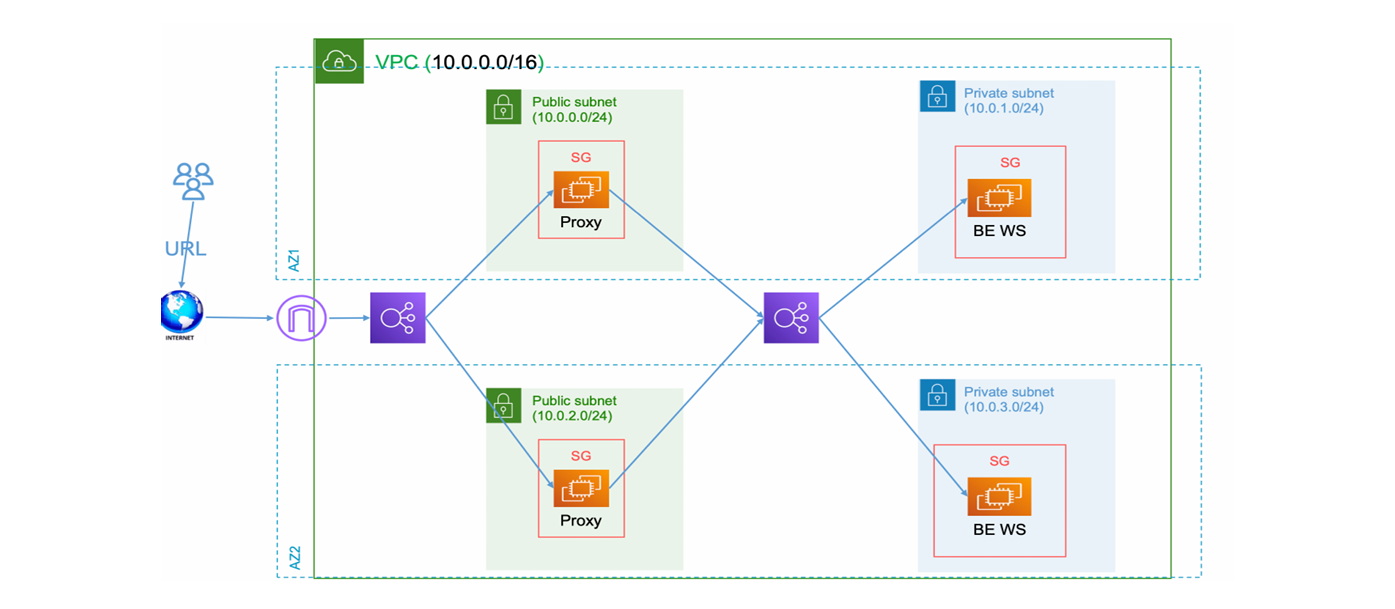 VPC (10.0.0.0/16)
Public subnet
(10.0.0.0/24)
SG
Proxy
Private subnet
(10.0.1.0/24)
SG
BE WS
AZ1
URL
INTERNET
Public subnet
(10.0.2.0/24)
SG
Proxy
Private subnet
(10.0.3.0/24)
SG
BE WS
AZ2